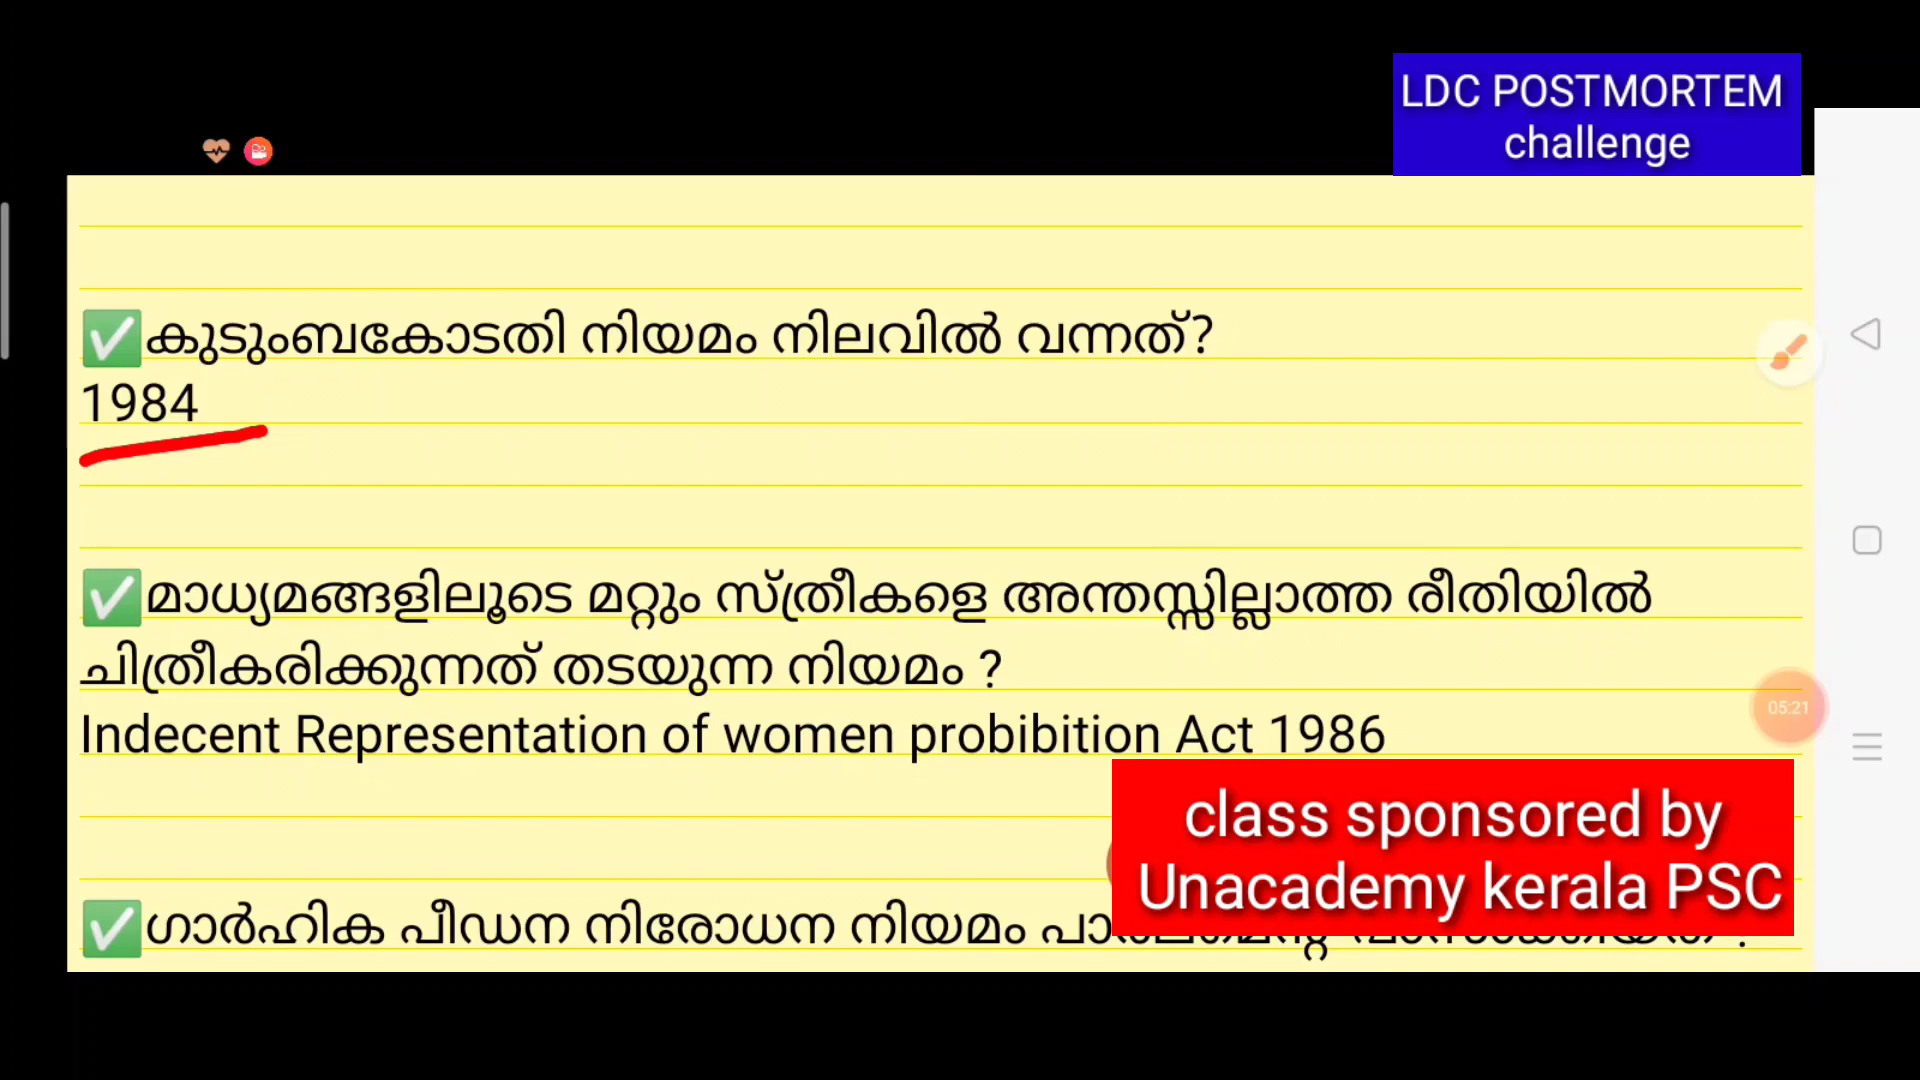 LDC POSTMORTEM
challenge
✅കുടുംബകോടതി നിയമം നിലവിൽ വന്നത്?
1984
✅മാധ്യമങ്ങളിലൂടെ മറ്റും സ്ത്രീകളെ അന്തസ്സില്ലാത്ത രീതിയിൽ
ചിത്രീകരിക്കുന്നത് തടയുന്ന നിയമം ?
05:21
Indecent Representation of women probibition Act 1986
class sponsored by
Unacademy kerala PSC
✅ഗാർഹിക പീഡന നിരോധന നിയമം